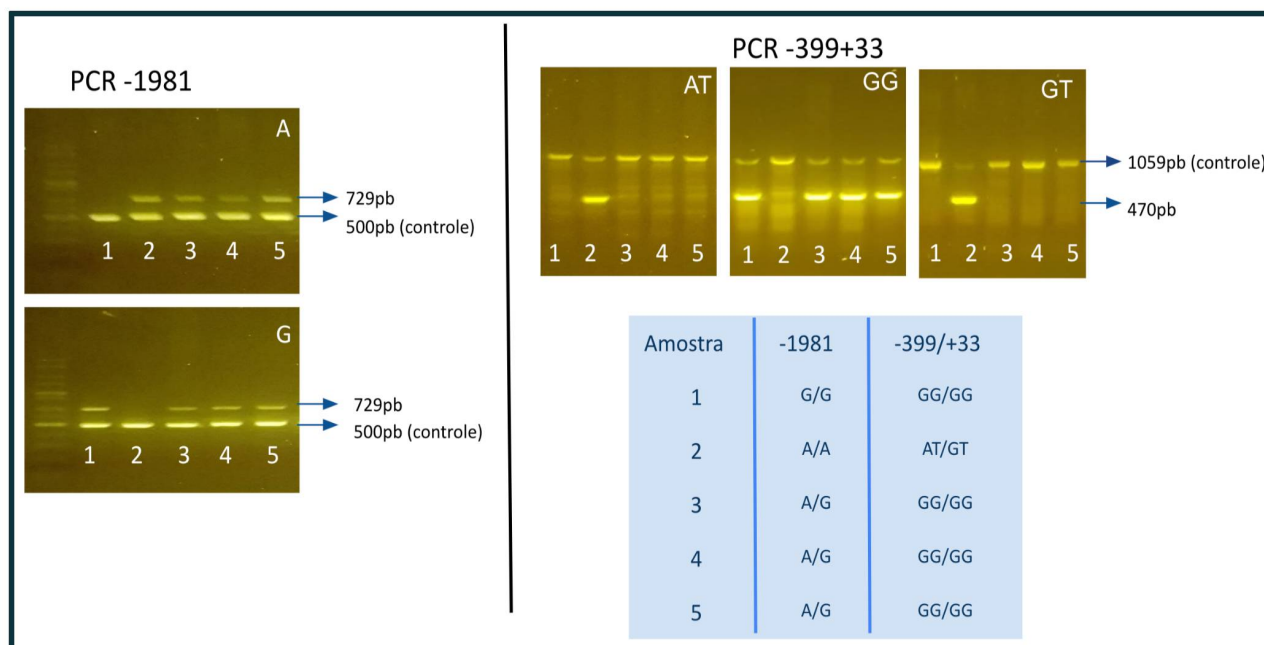 PCR -1981
A
729pb
500pb (controle)
1 2 3 4 5
G
729pb
500pb (controle)
1 2 3 4 5
PCR -399+33
AT
1 2 3 4 5
GG
1 2 3 4 5
GT
1 2 3 4 5
1059pb (controle)
470pb
Amostra -1981 -399/+33
1 G/G GG/GG
2 A/A AT/GT
3 A/G GG/GG
4 A/G GG/GG
5 A/G GG/GG